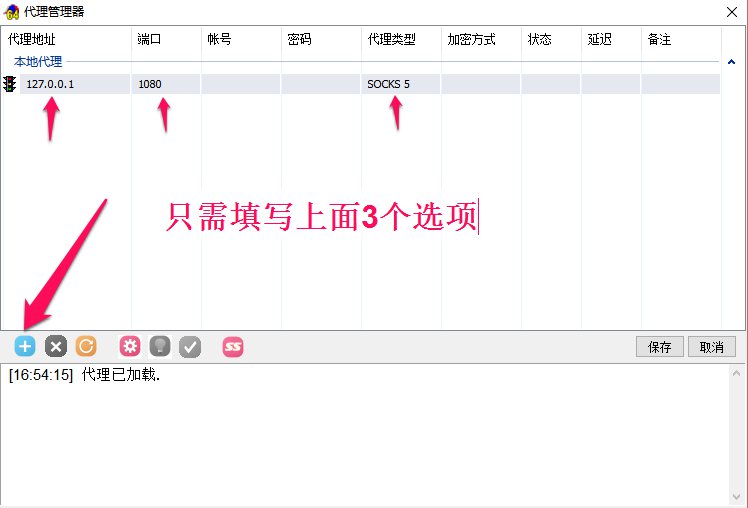 代理管理器
代理地址 端口 帐号 密码 代理类型 加密方式 状态 延迟 备注
本地代理
127.0.0.1 1080 SOCKS 5
只需填写上面3个选项
SS 保存 取消
[16:54:15] 代理已加载.